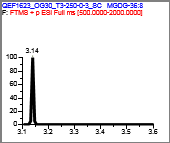 QEF1623_OG30_T3-250-0-3_8C MGDG-36:8
F: FTMS + p ESI Full ms [500.0000-2000.0000]
3.14
100
80
60
40
20
0
3.1 3.2 3.3 3.4 3.5 3.6